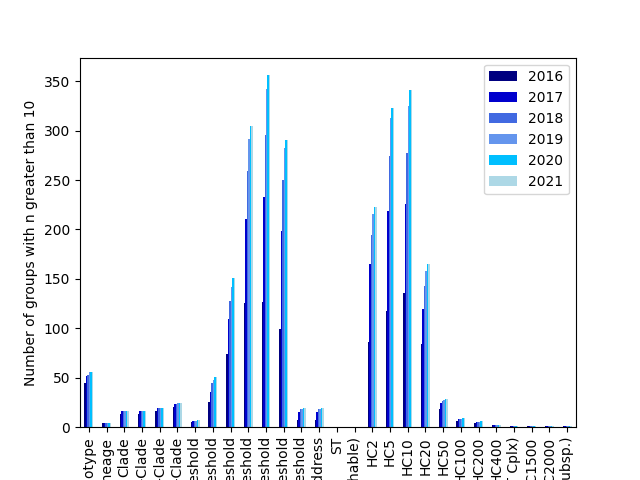 Number of groups with n greater than 10
350
300
250
200
150
100
50
0
2016
2017
2018
2019
2020
2021
otype
neage
Clade
-Clade
-Clade
-Clade
eshold
eshold
eshold
eshold
eshold
eshold
eshold
ddress
ST
hable)
HC2
HC5
HC10
HC20
HC50
HC100
HC200
HC400
Cplx)
HC1500
HC2000
ubsp.)